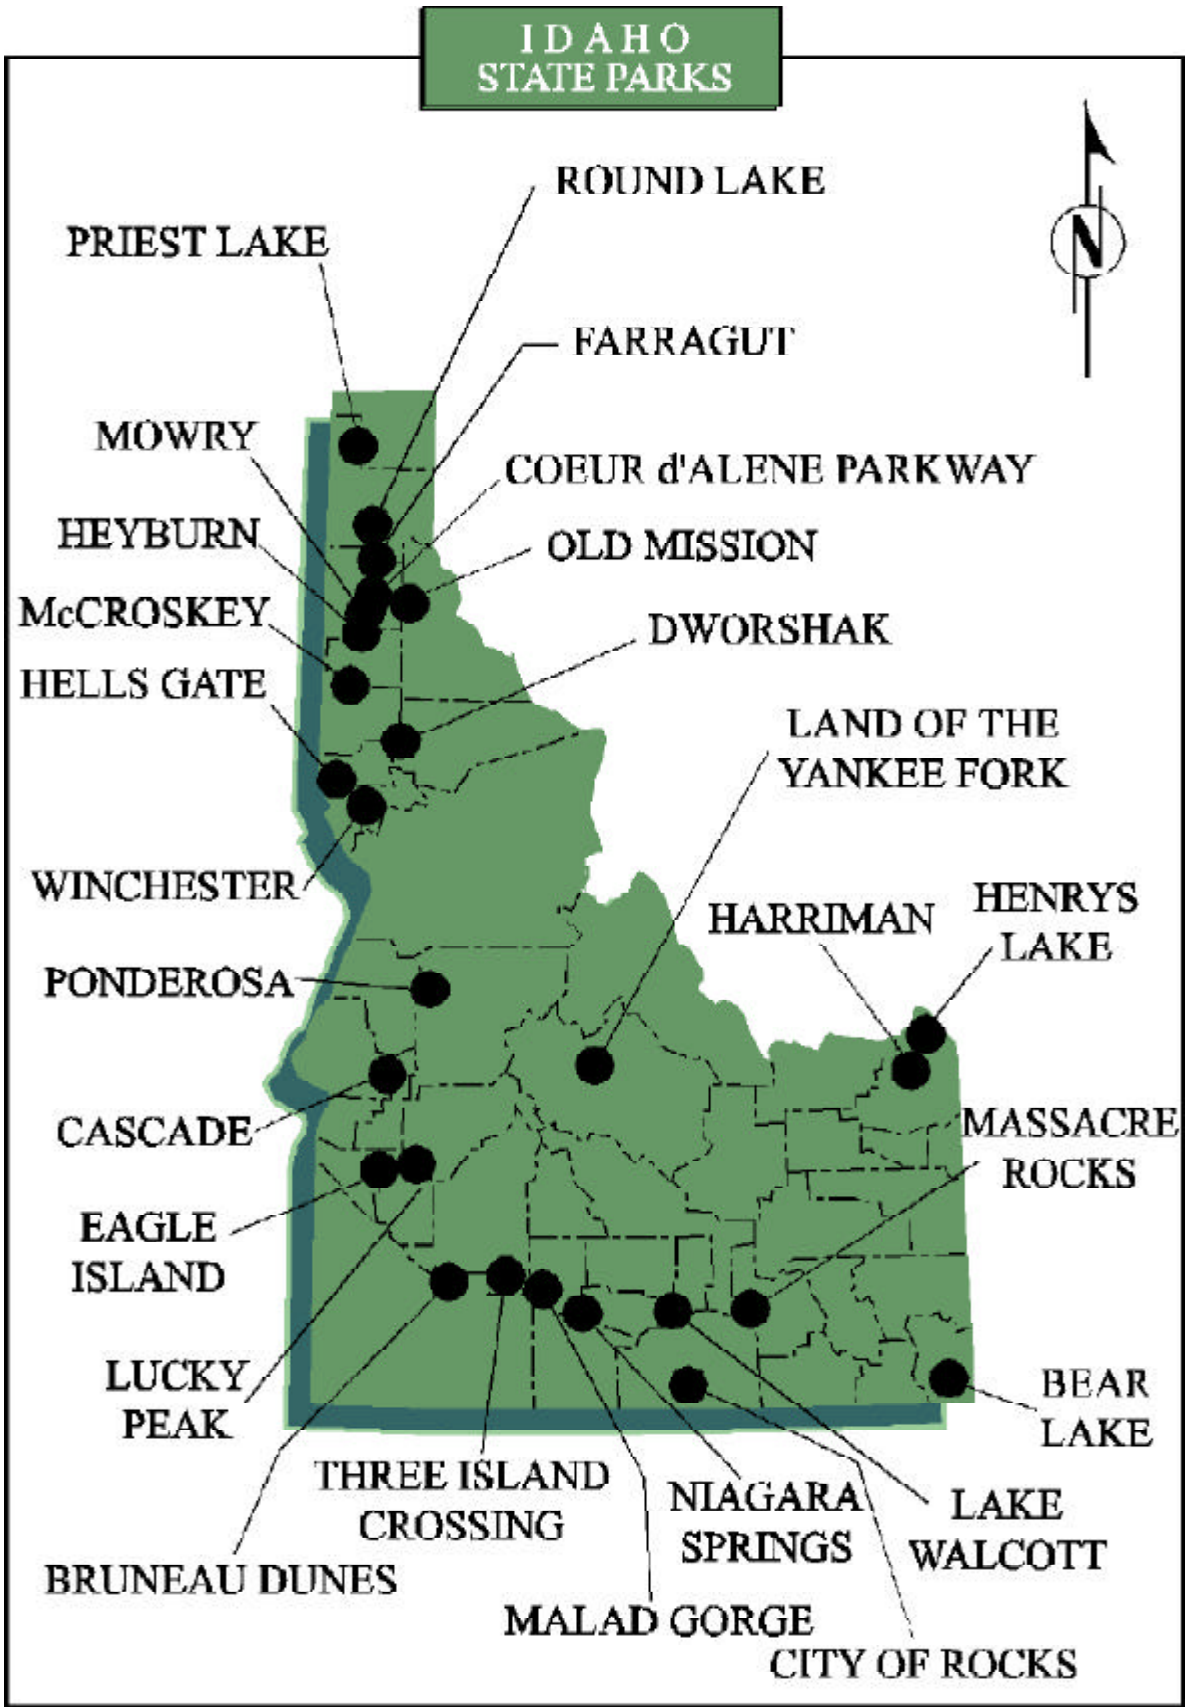 IDAHO
STATE PARKS
ROUND LAKE
PRIEST LAKE
N
FARRAGUT
MOWRY
COEUR d'ALENE PARKWAY
HEYBURN
OLD MISSION
McCROSKEY
DWORSHAK
HELLS GATE
LAND OF THE
YANKEE FORK
WINCHESTER
HARRIMAN
HENRYS
LAKE
PONDEROSA
CASCADE
MASSACRE
ROCKS
EAGLE
ISLAND
LUCKY
PEAK
BEAR
LAKE
THREE ISLAND
CROSSING
NIAGARA
SPRINGS
LAKE
WALCOTT
BRUNEAU DUNES
MALAD GORGE
CITY OF ROCKS